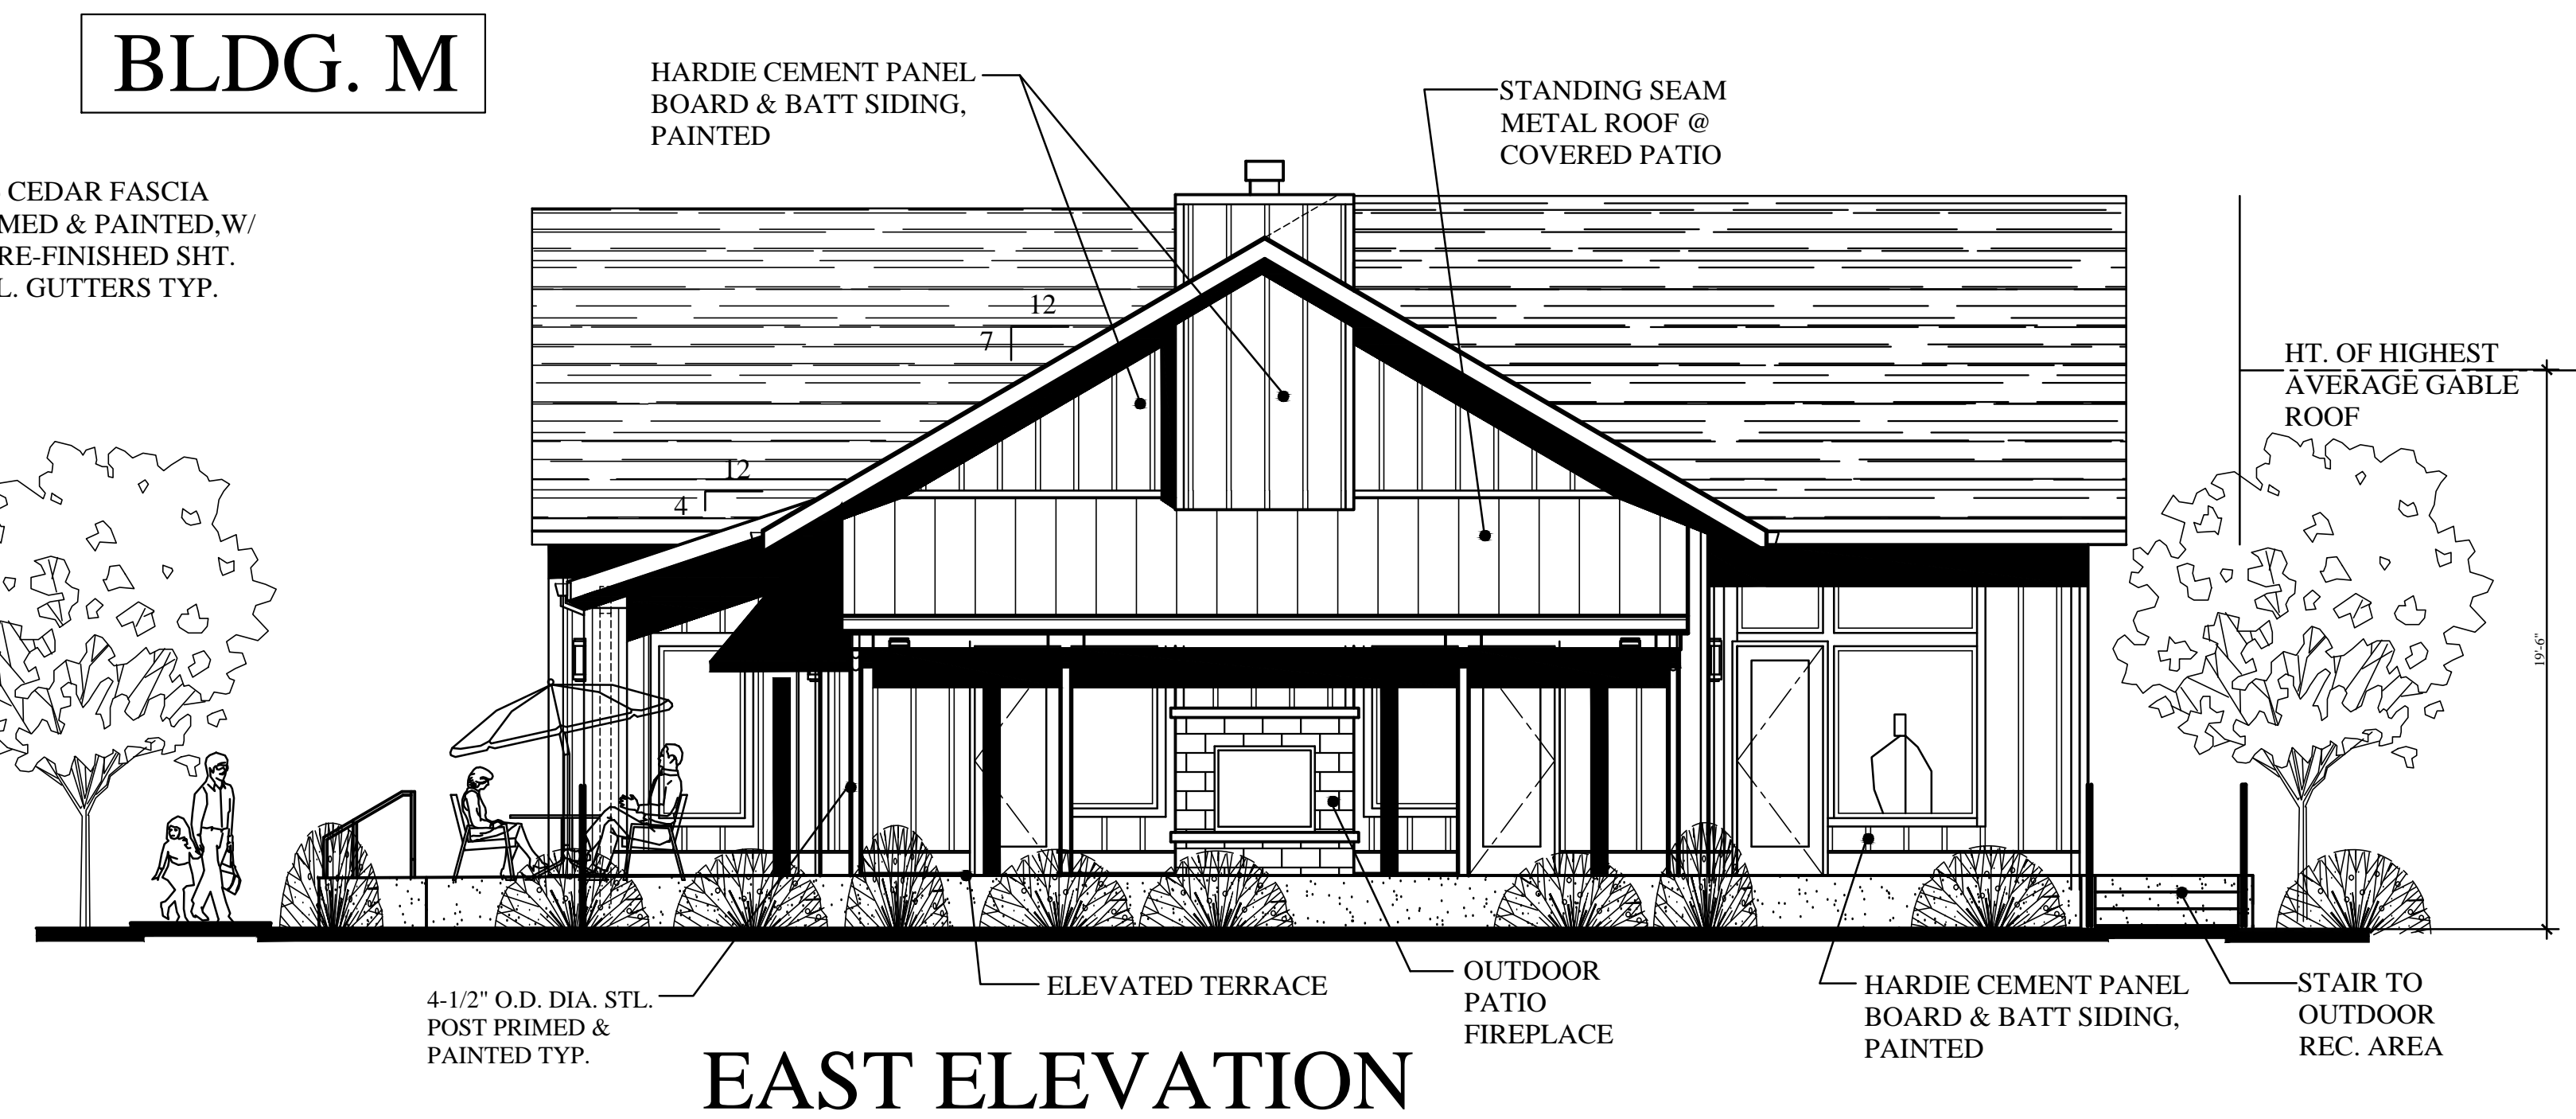 BLDG. M
HARDIE CEMENT PANEL
BOARD & BATT SIDING,
PAINTED
STANDING SEAM
METAL ROOF @
COVERED PATIO
CEDAR FASCIA
MED & PAINTED,W/
RE-FINISHED SHT.
L. GUTTERS TYP.
12
7
12
4
HT. OF HIGHEST
AVERAGE GABLE
ROOF
19'-6"
4-1/2" O.D. DIA. STL.
POST PRIMED &
PAINTED TYP.
ELEVATED TERRACE
OUTDOOR
PATIO
FIREPLACE
HARDIE CEMENT PANEL
BOARD & BATT SIDING,
PAINTED
STAIR TO
OUTDOOR
REC. AREA
EAST ELEVATION